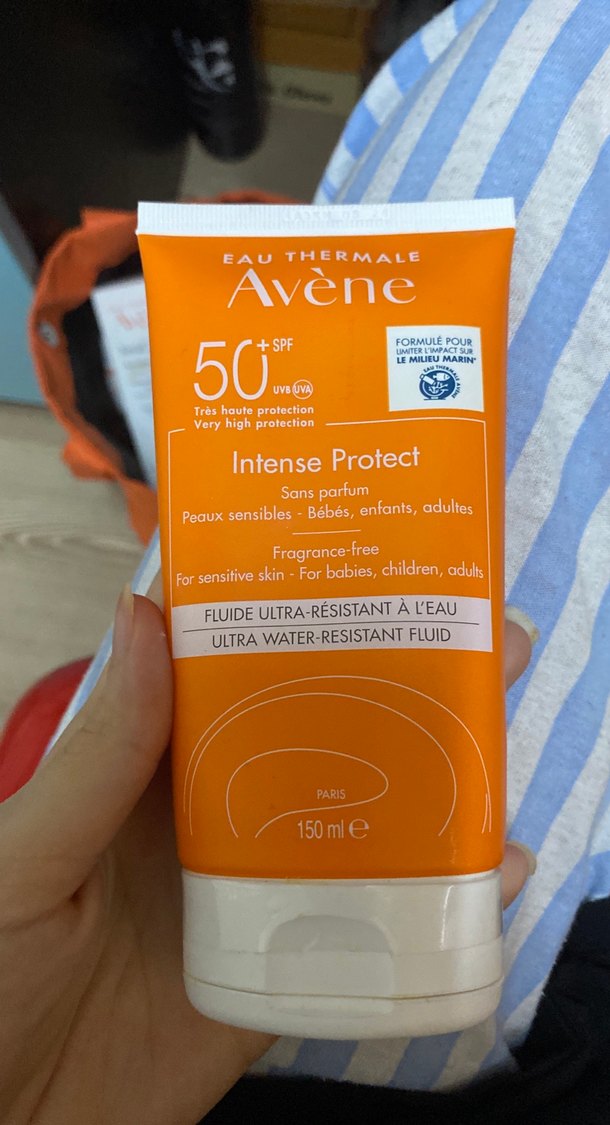 EAU THERMALE
Avène
50+ SPF
UVB UVA
Très haute protection
Very high protection
FORMULÉ POUR
LIMITER L'IMPACT SUR
LE MILIEU MARIN*
EAU THERMALE AVÈNE
Intense Protect
Sans parfum
Peaux sensibles - Bébés, enfants, adultes
Fragrance-free
For sensitive skin - For babies, children, adults
FLUIDE ULTRA-RÉSISTANT À L'EAU
ULTRA WATER-RESISTANT FLUID
PARIS
150 ml e